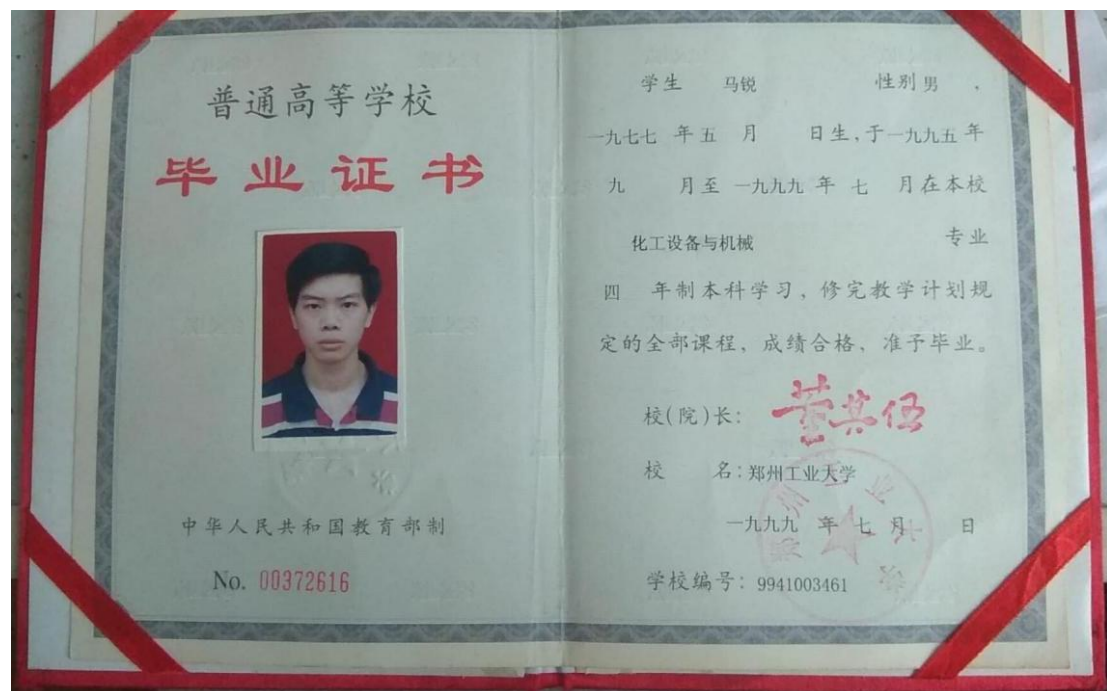 普通高等学校
毕业证书
中华人民共和国教育部制
No. 00372616
学生 马锐 性别 男 ,
一九七七 年 五 月 日生,于 一九九五 年
九 月至 一九九九 年 七 月在本校
化工设备与机械 专业
四 年制本科学习，修完教学计划规
定的全部课程，成绩合格，准予毕业。
校(院)长: 董其伍
校 名: 郑州工业大学
一九九九 年 七 月 日
学校编号: 9941003461